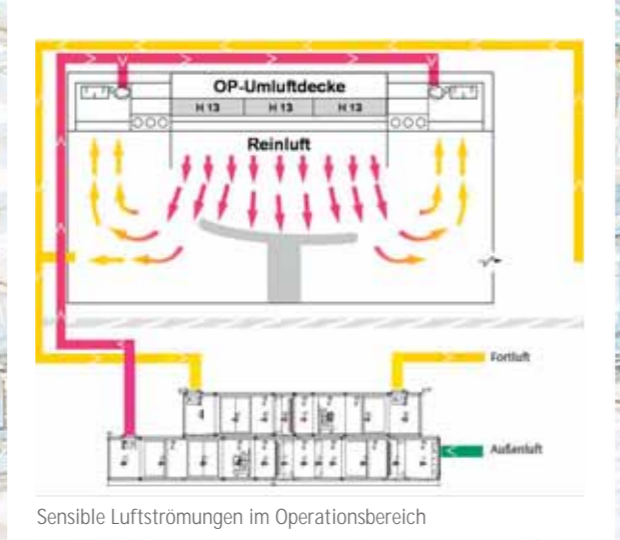 OP-Umluftdecke
H 13 H 13 H 13
Reinluft
Fortluft
Außenluft
Sensible Luftströmungen im Operationsbereich